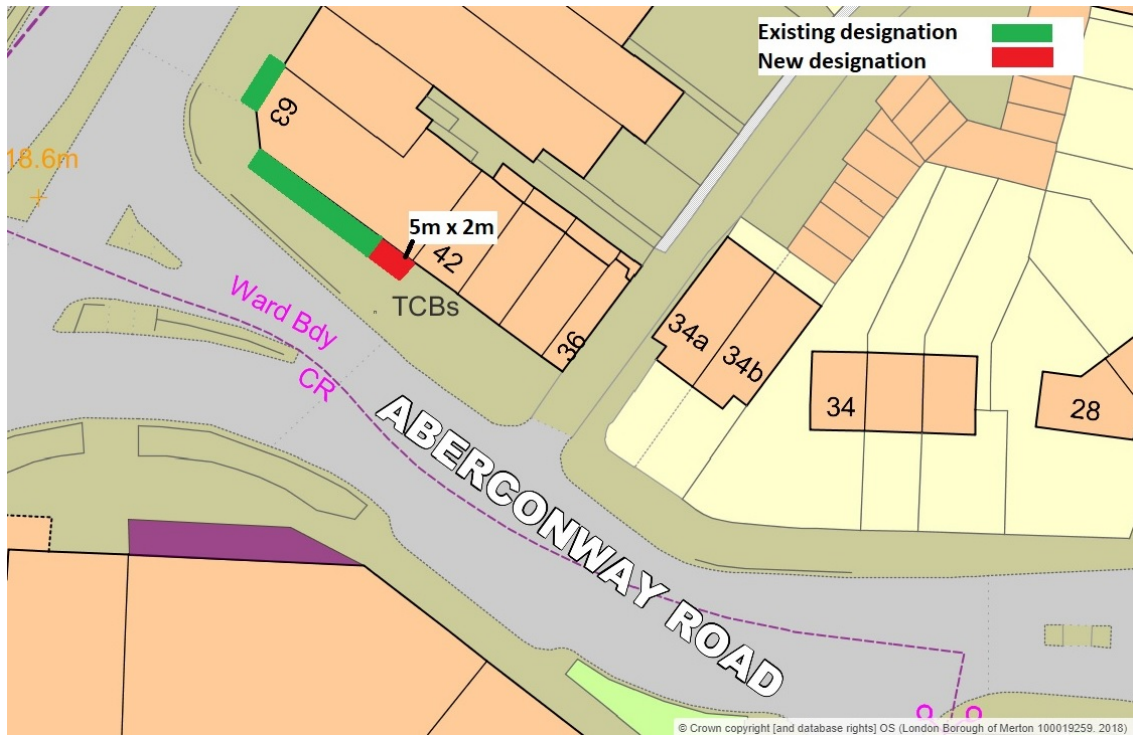 Existing designation
New designation
63
18.6m
5m x 2m
42
TCBs
Ward Bdy
36
34a
34b
34
28
CR
ABERCONWAY ROAD
© Crown copyright [and database rights] OS (London Borough of Merton 100019259. 2018)